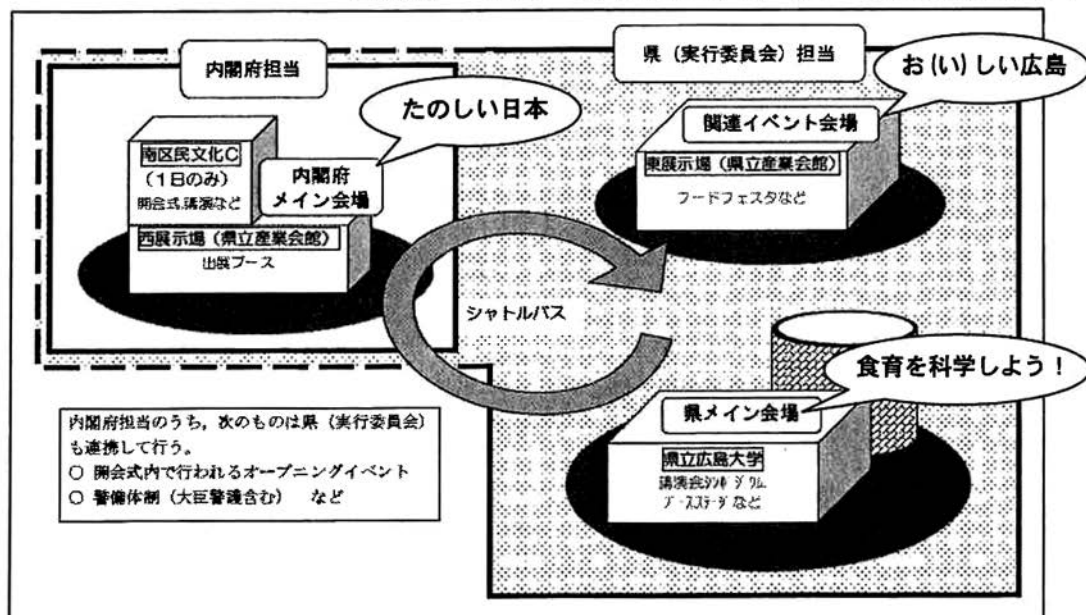 内閣府担当
県（実行委員会）担当
お(い)しい広島
たのしい日本
関連イベント会場
東展示場（県立産業会館）
フードフェスタなど
南区民文化C
（1日のみ）
開会式,講演など
内閣府
メイン会場
西展示場（県立産業会館）
出展ブース
シャトルバス
食育を科学しよう！
県メイン会場
県立広島大学
講演会ｼﾝﾎﾟｼﾞｳﾑ
など
内閣府担当のうち，次のものは県（実行委員会）
も連携して行う。
○ 開会式内で行われるオープニングイベント
○ 警備体制（大臣警護含む）　など